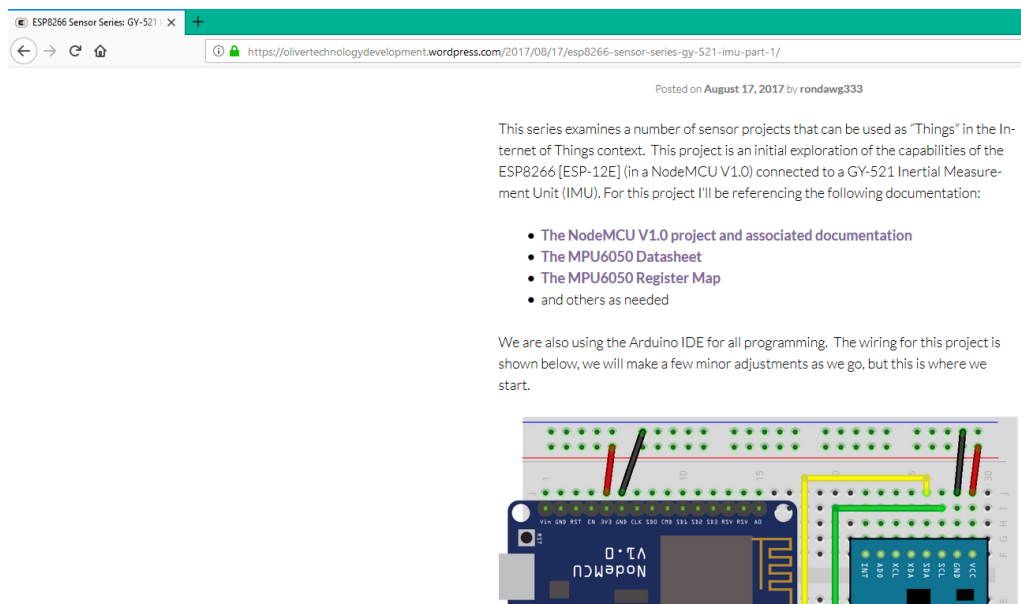 ESP8266 Sensor Series: GY-521
https://olivertechnologydevelopment.wordpress.com/2017/08/17/esp8266-sensor-series-gy-521-imu-part-1/
Posted on August 17, 2017 by rondawg333
This series examines a number of sensor projects that can be used as “Things” in the In-
ternet of Things context. This project is an initial exploration of the capabilities of the
ESP8266 [ESP-12E] (in a NodeMCU V1.0) connected to a GY-521 Inertial Measure-
ment Unit (IMU). For this project I’ll be referencing the following documentation:
The NodeMCU V1.0 project and associated documentation
The MPU6050 Datasheet
The MPU6050 Register Map
and others as needed
We are also using the Arduino IDE for all programming. The wiring for this project is
shown below, we will make a few minor adjustments as we go, but this is where we
start.
1 10 15 30
J
I
H
G
F
E
Vin GND RST EN 3V3 GND CLK SD0 CMD SD1 SD2 SD3 RSV RSV A0
RST
NodeMCU
V1.0
INT AD0 XCL XDA SDA SCL GND VCC